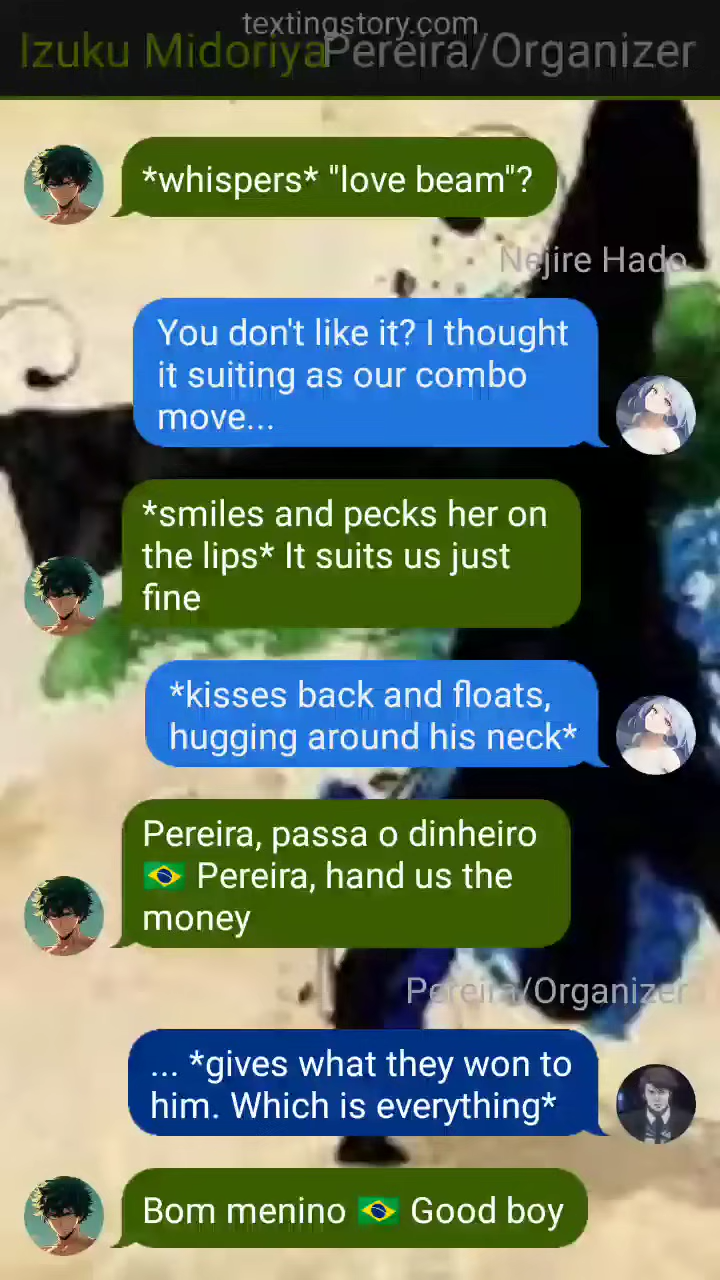 textingstory.com
Izuku Midoriya Pereira/Organizer
*whispers* "love beam"?
Nejire Hado
You don't like it? I thought
it suiting as our combo
move...
*smiles and pecks her on
the lips* It suits us just
fine
*kisses back and floats,
hugging around his neck*
Pereira, passa o dinheiro
🇧🇷 Pereira, hand us the
money
Pereira/Organizer
... *gives what they won to
him. Which is everything*
Bom menino 🇧🇷 Good boy